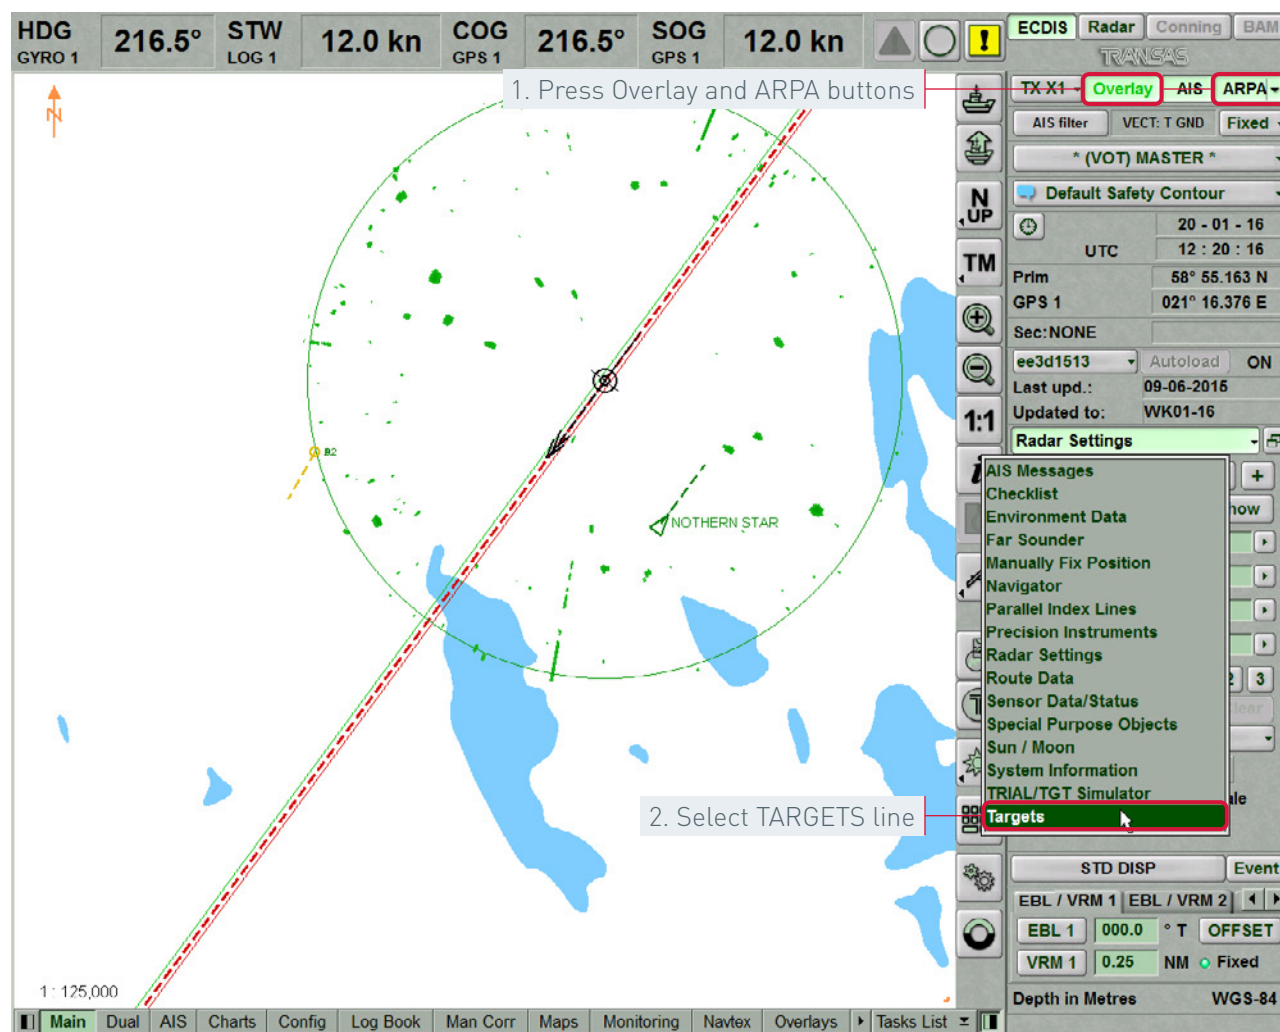 HDG 216.5° STW 12.0 kn COG 216.5° SOG 12.0 kn ! ECDIS Radar Conning BAM
GYRO 1 LOG 1 GPS 1 GPS 1 TRANSAS
1. Press Overlay and ARPA buttons
TX X1 Overlay AIS ARPA
AIS filter VECT: T GND Fixed
* (VOT) MASTER *
Default Safety Contour
N
N
UP
20 - 01 - 16
UTC 12 : 20 : 16
TM
Prim 58° 55.163 N
GPS 1 021° 16.376 E
Sec:NONE
ee3d1513 Autoload ON
Last upd.: 09-06-2015
1:1
Updated to: WK01-16
Radar Settings
i
AIS Messages
+
Checklist
Environment Data
Far Sounder
Manually Fix Position
Navigator
Parallel Index Lines
Precision Instruments
Radar Settings
Route Data
3
Sensor Data/Status
Special Purpose Objects
Sun / Moon
System Information
TRIAL/TGT Simulator
Targets
NOTHERN STAR
2. Select TARGETS line
STD DISP Event
EBL / VRM 1 EBL / VRM 2
EBL 1 000.0 ° T OFFSET
VRM 1 0.25 NM Fixed
1 : 125,000
Depth in Metres WGS-84
Main Dual AIS Charts Config Log Book Man Corr Maps Monitoring Navtex Overlays Tasks List